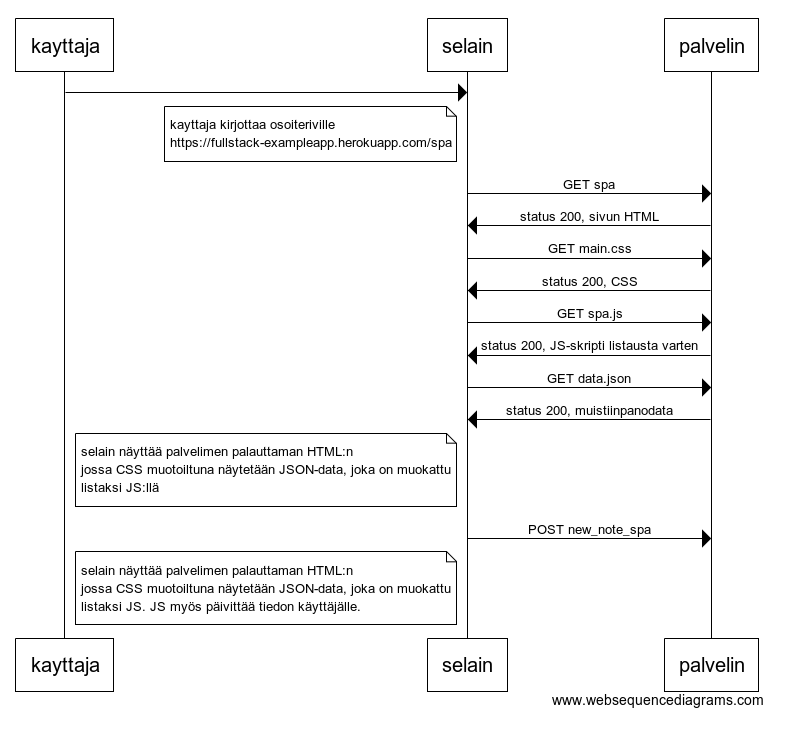 kayttaja
selain
palvelin
kayttaja kirjottaa osoiteriville
https://fullstack-exampleapp.herokuapp.com/spa
GET spa
status 200, sivun HTML
GET main.css
status 200, CSS
GET spa.js
status 200, JS-skripti listausta varten
GET data.json
status 200, muistiinpanodata
selain näyttää palvelimen palauttaman HTML:n
jossa CSS muotoiltuna näytetään JSON-data, joka on muokattu
listaksi JS:llä
POST new_note_spa
selain näyttää palvelimen palauttaman HTML:n
jossa CSS muotoiltuna näytetään JSON-data, joka on muokattu
listaksi JS. JS myös päivittää tiedon käyttäjälle.
kayttaja
selain
palvelin
www.websequencediagrams.com